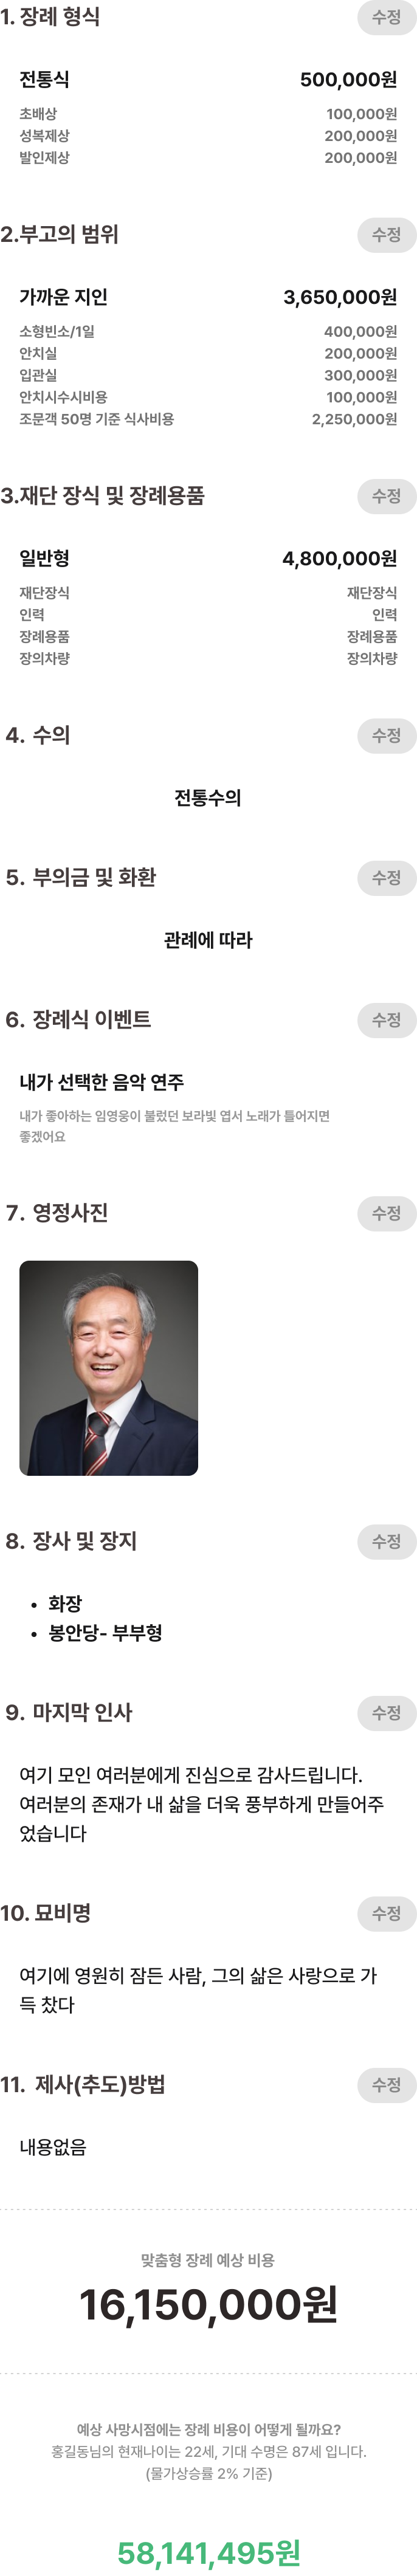 1. 장례 형식
수정
전통식 500,000원
초배상 100,000원
성복제상 200,000원
발인제상 200,000원
2.부고의 범위
수정
가까운 지인 3,650,000원
소형빈소/1일 400,000원
안치실 200,000원
입관실 300,000원
안치시수시비용 100,000원
조문객 50명 기준 식사비용 2,250,000원
3.재단 장식 및 장례용품
수정
일반형 4,800,000원
재단장식 재단장식
인력 인력
장례용품 장례용품
장의차량 장의차량
4. 수의
수정
전통수의
5. 부의금 및 화환
수정
관례에 따라
6. 장례식 이벤트
수정
내가 선택한 음악 연주
내가 좋아하는 임영웅이 불렀던 보라빛 엽서 노래가 틀어지면
좋겠어요
7. 영정사진
수정
8. 장사 및 장지
수정
• 화장
• 봉안당- 부부형
9. 마지막 인사
수정
여기 모인 여러분에게 진심으로 감사드립니다.
여러분의 존재가 내 삶을 더욱 풍부하게 만들어주
었습니다
10. 묘비명
수정
여기에 영원히 잠든 사람, 그의 삶은 사랑으로 가
득 찼다
11. 제사(추도)방법
수정
내용없음
맞춤형 장례 예상 비용
16,150,000원
예상 사망시점에는 장례 비용이 어떻게 될까요?
홍길동님의 현재나이는 22세, 기대 수명은 87세 입니다.
(물가상승률 2% 기준)
58,141,495원